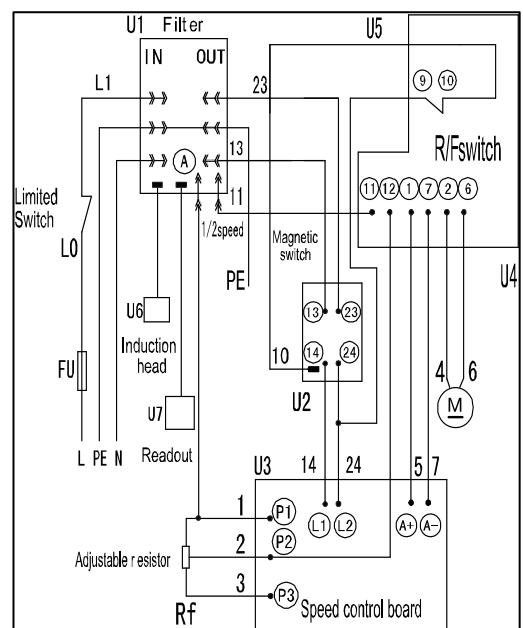 U1 Filter
U5
IN OUT
L1
23
9 10
R/Fswitch
A
13
11
11 12 1 7 2 6
Limited
Switch
1/2speed
Magnetic
switch
L0
PE
U4
U6
13 23
Induction
head
10
14 24
4 6
FU
U2
M
U7
L PE N
Readout
U3
14 24 5 7
1
P1
L1 L2 A+ A-
P2
2
Adjustable resistor
3
P3
Rf
Speed control board